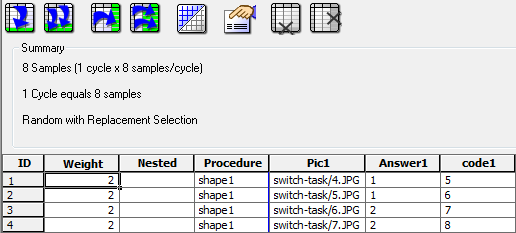 Summary
8 Samples (1 cycle x 8 samples/cycle)
1 Cycle equals 8 samples
Random with Replacement Selection
ID Weight Nested Procedure Pic1 Answer1 code1
1 2 shape1 switch-task/4.JPG 1 5
2 2 shape1 switch-task/5.JPG 1 6
3 2 shape1 switch-task/6.JPG 2 7
4 2 shape1 switch-task/7.JPG 2 8